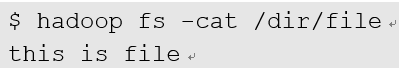 $ hadoop fs -cat /dir/file
this is file